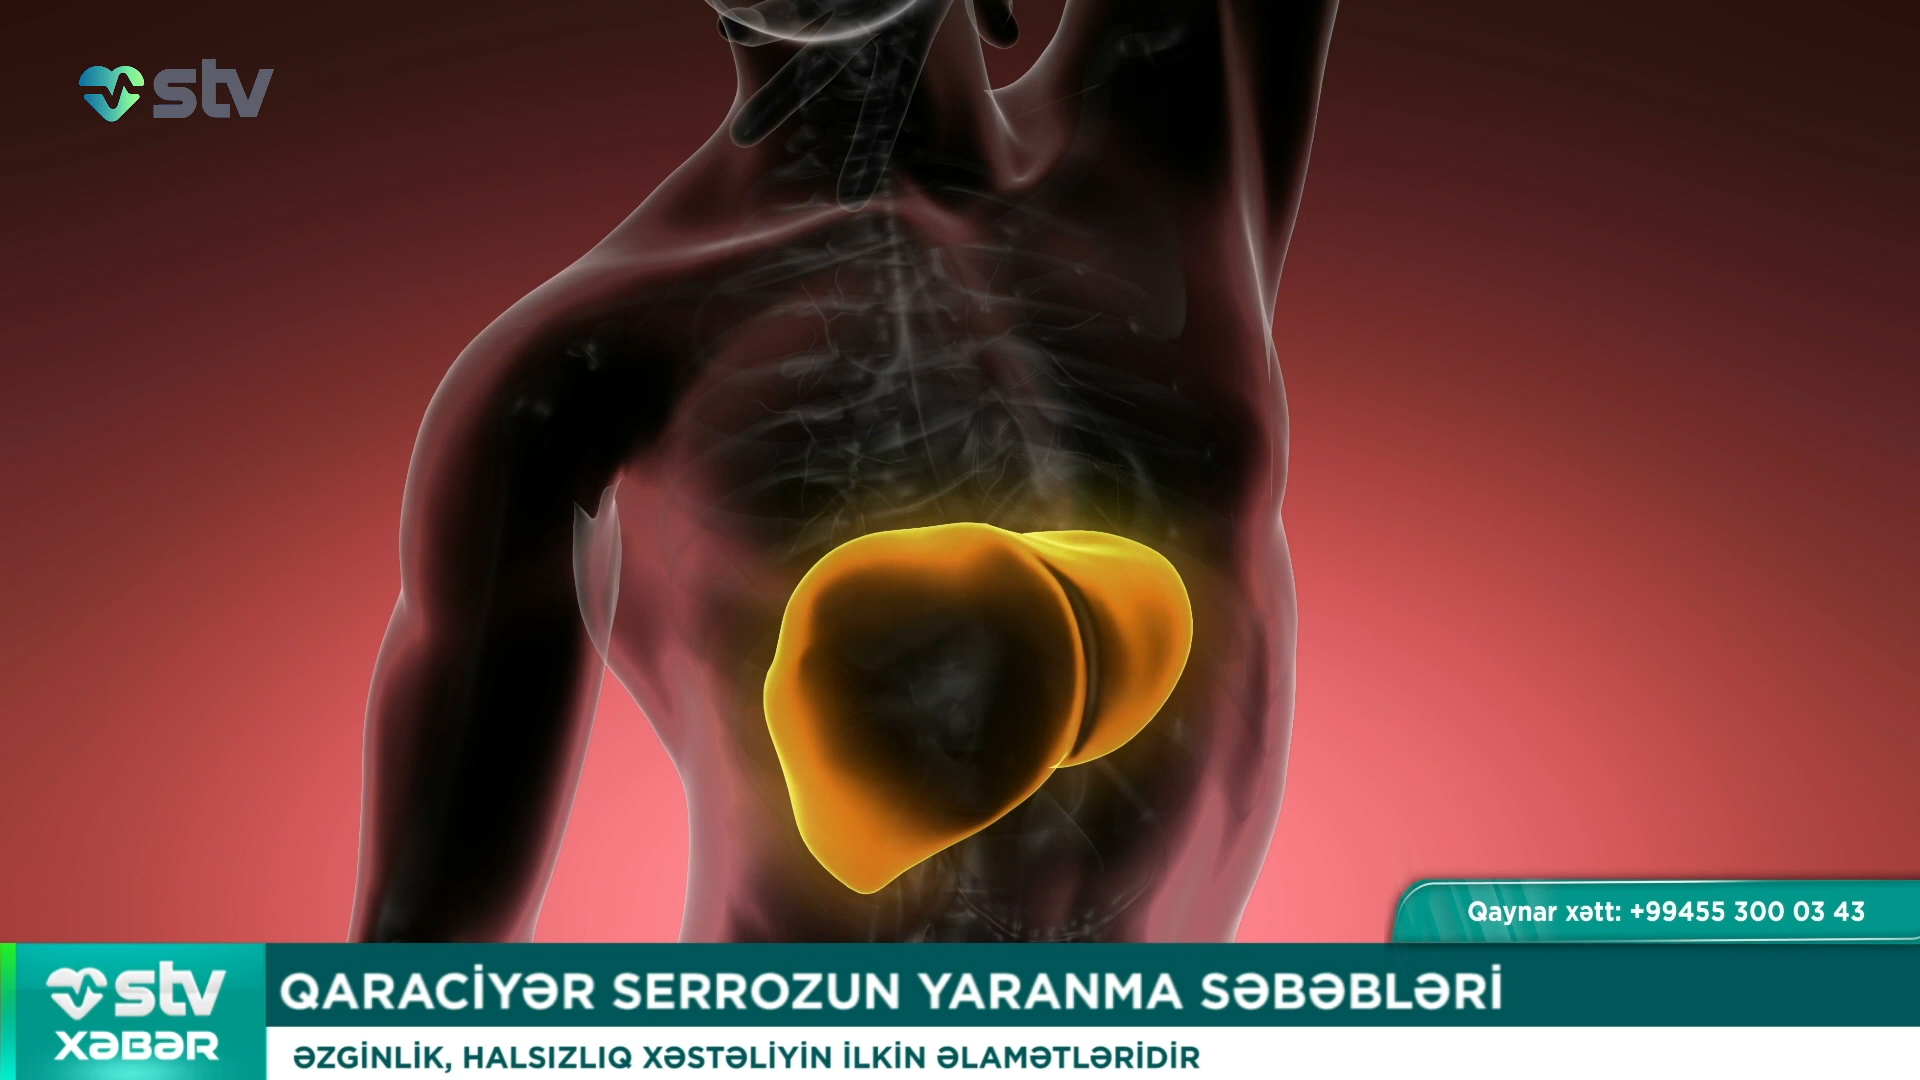 stv
Qaynar xətt: +99455 300 03 43
stv
XƏBƏR
QARACİYƏR SERROZUN YARANMA SƏBƏBLƏRİ
ƏZGİNLİK, HALSIZLIQ XƏSTƏLİYİN İLKİN ƏLAMƏTLƏRİDİR